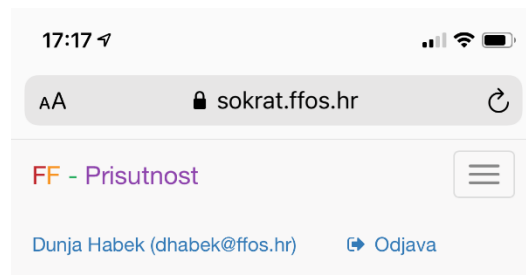 17:17
AA sokrat.ffos.hr
FF - Prisutnost
Dunja Habek (dhabek@ffos.hr) Odjava